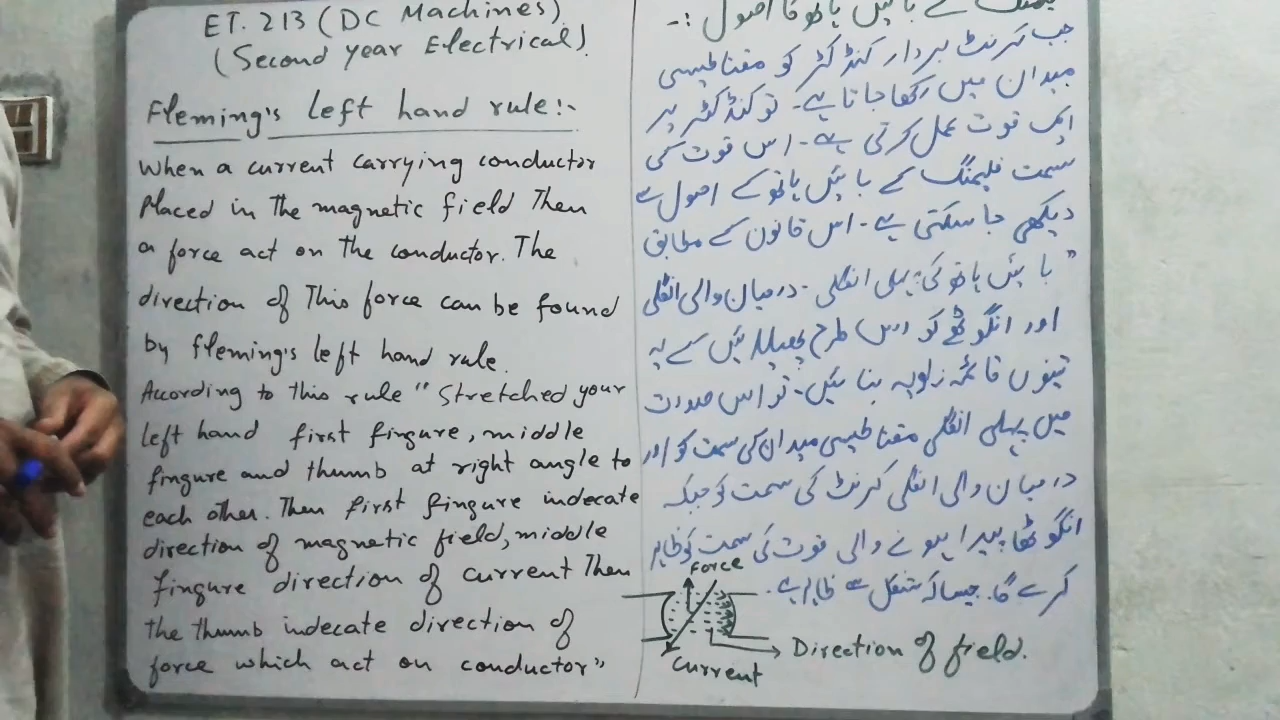 ET. 213 (DC Machines)
(Second year Electrical)
Fleming's left hand rule:-
When a current carrying conductor
Placed in the magnetic field Then
a force act on the conductor. The
direction of This force can be found
by fleming's left hand rule.
According to this rule "Stretched your
left hand first fingure, middle
fingure and thumb at right angle to
each other. Then first fingure indecate
direction of magnetic field, middle
fingure direction of current Then
the thumb indecate direction of
force which act on conductor"
فلیمنگ کے بائیں ہاتھ کا اصول :-
جب کرنٹ بردار کنڈکٹر کو مقناطیسی
میدان میں رکھا جاتا ہے۔ تو کنڈکٹر پر
ایک قوت عمل کرتی ہے۔ اس قوت کی
سمت فلیمنگ کے بائیں ہاتھ کے اصول سے
دیکھی جا سکتی ہے۔ اس قانون کے مطابق
"بائیں ہاتھ کی پہلی انگلی۔ درمیان والی انگلی
اور انگوٹھے کو اس طرح پھیلائیں کے یہ
تینوں قائمہ زاویہ بنائیں۔ تو اس صورت
میں پہلی انگلی مقناطیسی میدان کی سمت کو اور
درمیان والی انگلی کرنٹ کی سمت کو جبکہ
انگوٹھا پیدا ہونے والی قوت کی سمت کو ظاہر
کرے گا۔ جیسا کہ شکل سے ظاہر ہے۔
Force
Direction of field.
Current